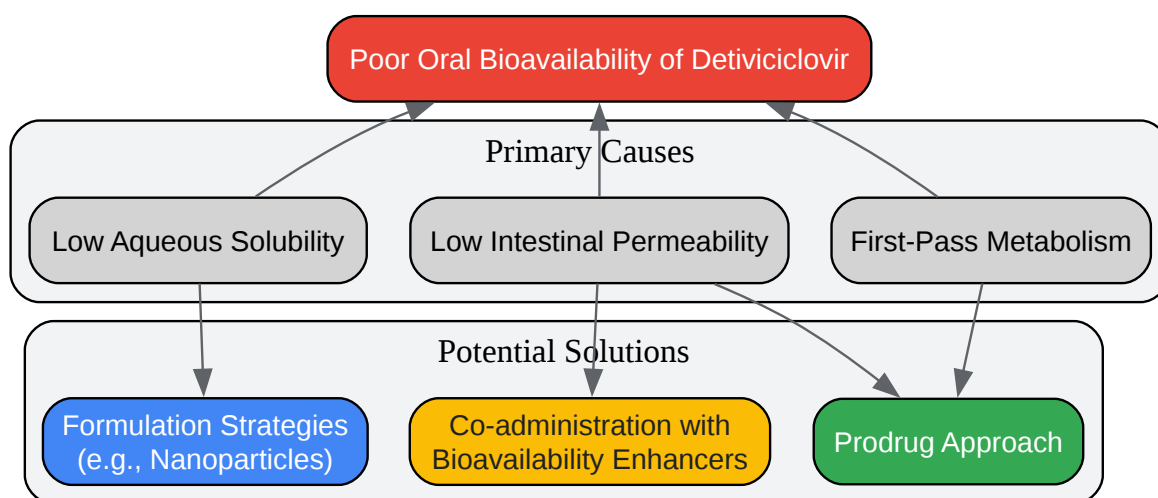 Poor Oral Bioavailability of Detiviciclovir
Primary Causes
Low Aqueous Solubility
Low Intestinal Permeability
First-Pass Metabolism
Potential Solutions
Formulation Strategies
(e.g., Nanoparticles)
Co-administration with
Bioavailability Enhancers
Prodrug Approach